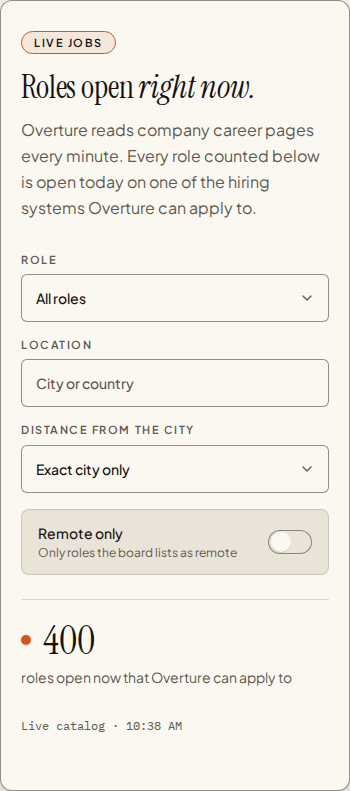 LIVE JOBS
Roles open right now.
Overture reads company career pages
every minute. Every role counted below
is open today on one of the hiring
systems Overture can apply to.
ROLE
All roles
LOCATION
City or country
DISTANCE FROM THE CITY
Exact city only
Remote only
Only roles the board lists as remote
400
roles open now that Overture can apply to
Live catalog · 10:38 AM